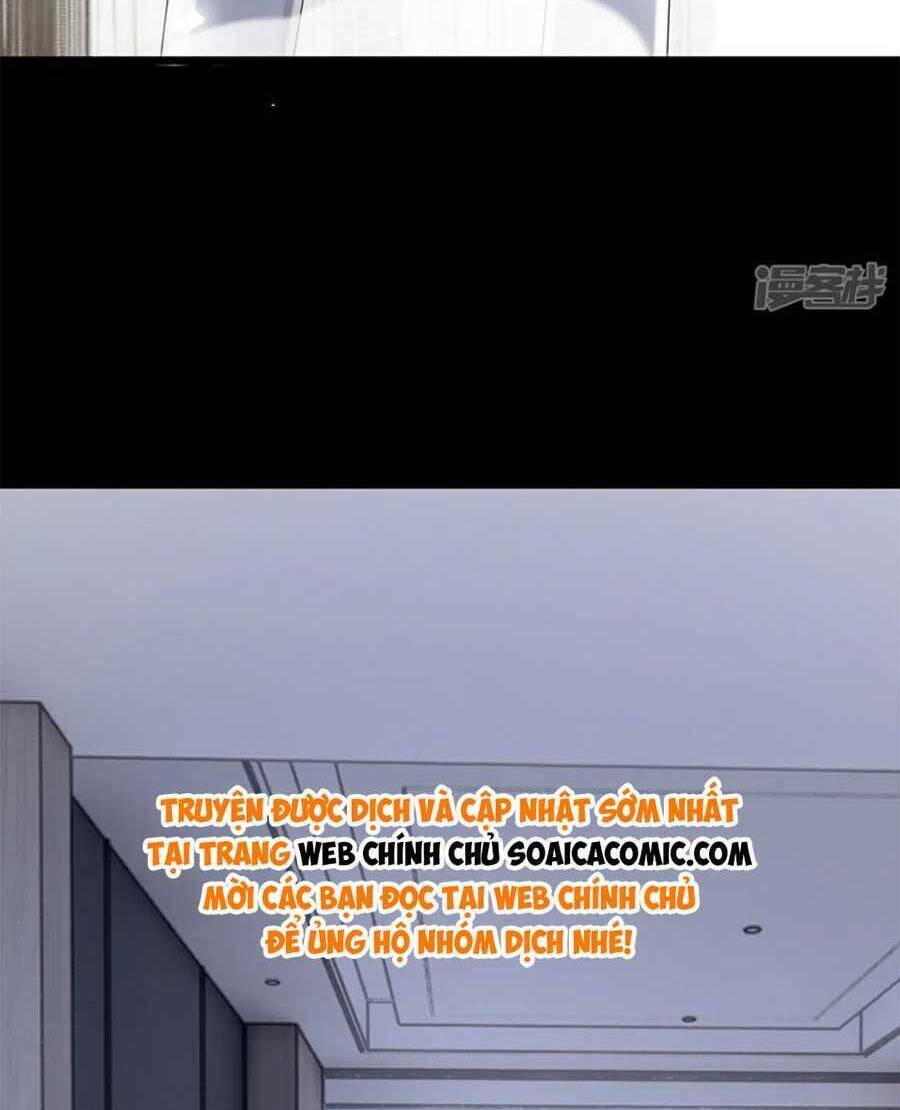 漫客栈
TRUYỆN ĐƯỢC DỊCH VÀ CẬP NHẬT SỚM NHẤT
TẠI TRANG WEB CHÍNH CHỦ SOAICACOMIC.COM
MỜI CÁC BẠN ĐỌC TẠI WEB CHÍNH CHỦ
ĐỂ ỦNG HỘ NHÓM DỊCH NHÉ!